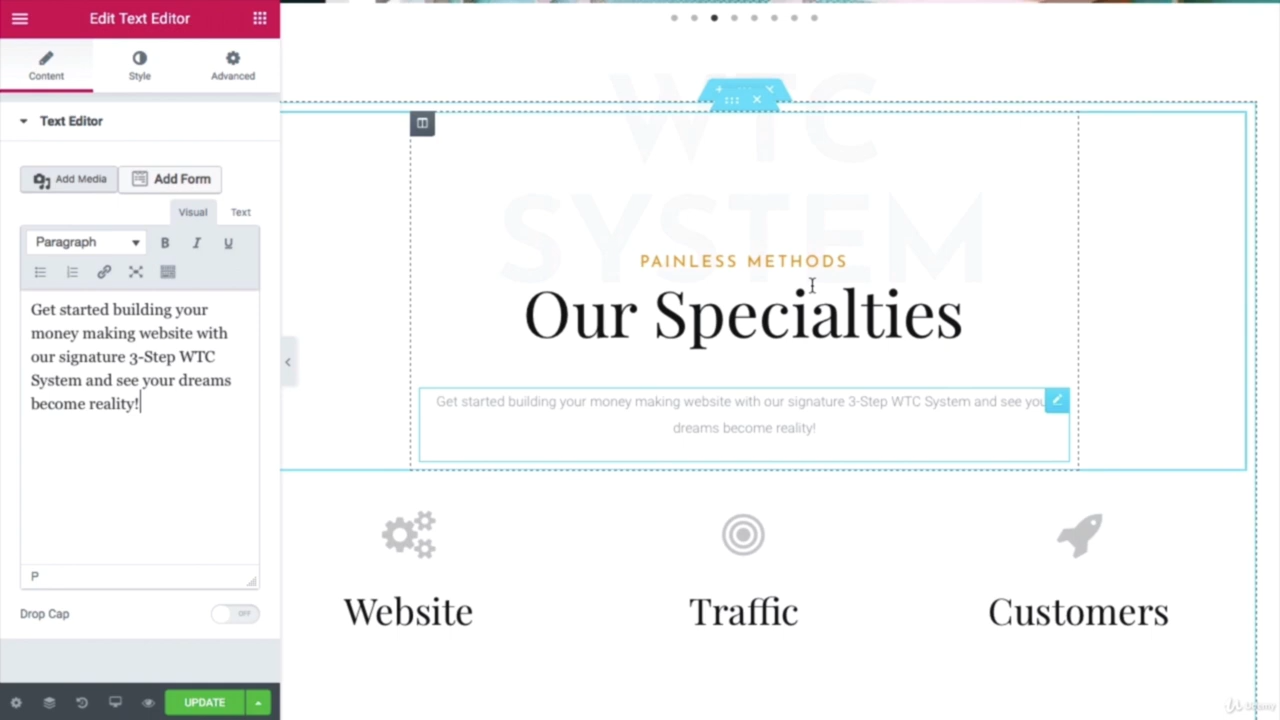 Edit Text Editor
Content
Style
Advanced
Text Editor
Add Media
Add Form
Visual
Text
Paragraph
B
I
U
Get started building your
money making website with
our signature 3-Step WTC
System and see your dreams
become reality!
P
Drop Cap
OFF
UPDATE
WTC
SYSTEM
PAINLESS METHODS
Our Specialties
Get started building your money making website with our signature 3-Step WTC System and see you
dreams become reality!
Website
Traffic
Customers
Udemy